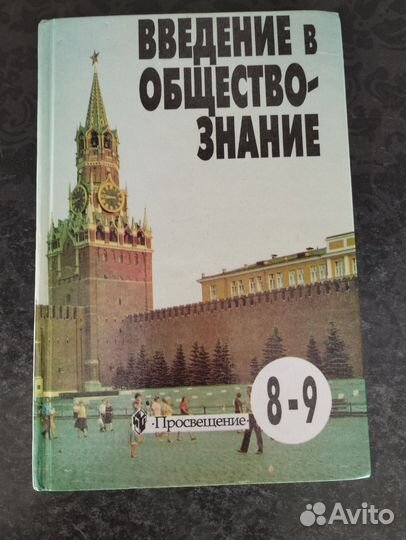 ВВЕДЕНИЕ В
ОБЩЕСТВО-
ЗНАНИЕ
·Просвещение·
8-9
Avito